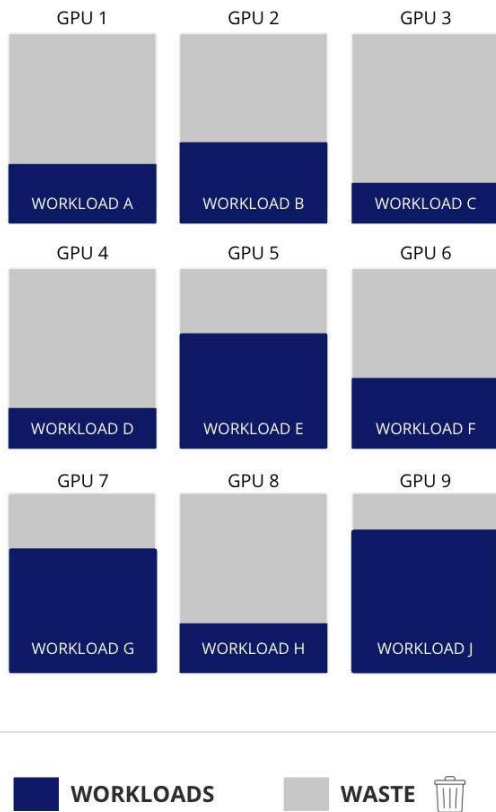 GPU 1 GPU 2 GPU 3
WORKLOAD A WORKLOAD B WORKLOAD C
GPU 4 GPU 5 GPU 6
WORKLOAD D WORKLOAD E WORKLOAD F
GPU 7 GPU 8 GPU 9
WORKLOAD G WORKLOAD H WORKLOAD J
WORKLOADS WASTE